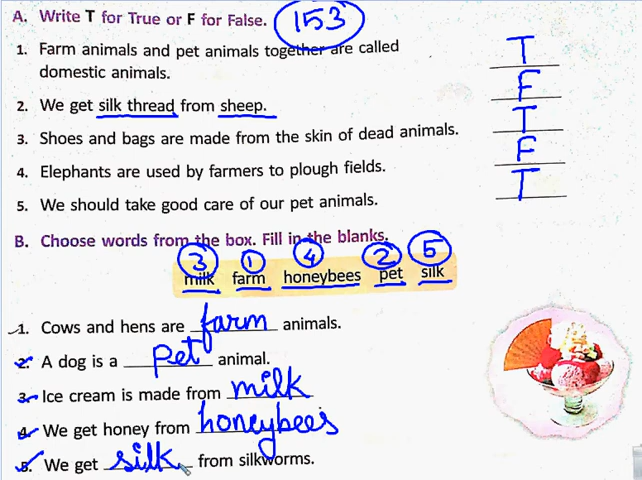 A. Write T for True or F for False. 153
1. Farm animals and pet animals together are called
domestic animals. T
2. We get silk thread from sheep. F
3. Shoes and bags are made from the skin of dead animals. T
4. Elephants are used by farmers to plough fields. F
5. We should take good care of our pet animals. T
B. Choose words from the box. Fill in the blanks.
3 1 4 2 5
milk farm honeybees pet silk
1. Cows and hens are farm animals.
2. A dog is a pet animal.
3. Ice cream is made from milk
4. We get honey from honeybees
5. We get silk from silkworms.